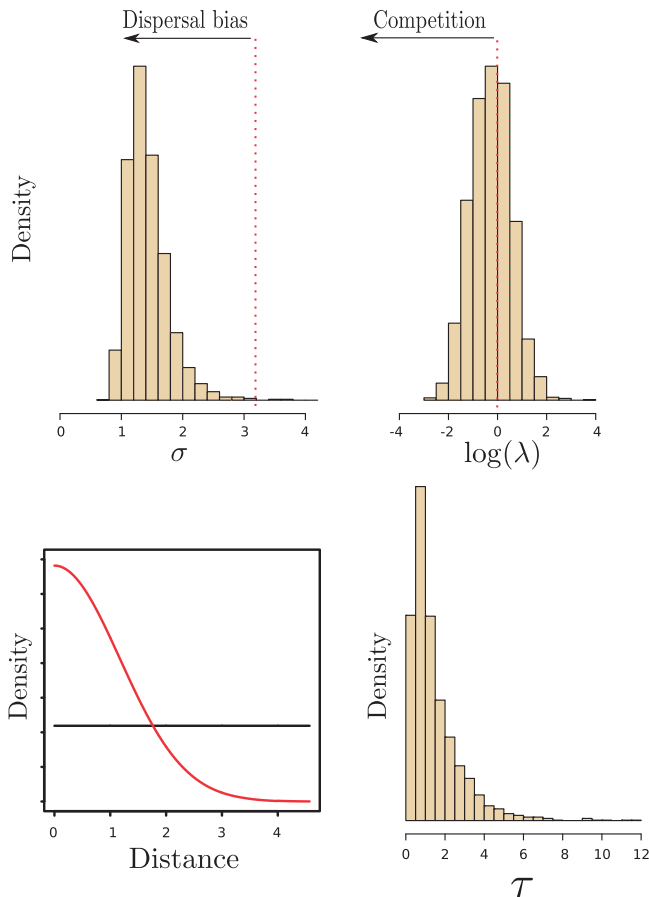 Dispersal bias
Competition
Density
0 1 2 3 4
σ
-4 -2 0 2 4
log(λ)
Density
0 1 2 3 4
Distance
Density
0 2 4 6 8 10 12
τ